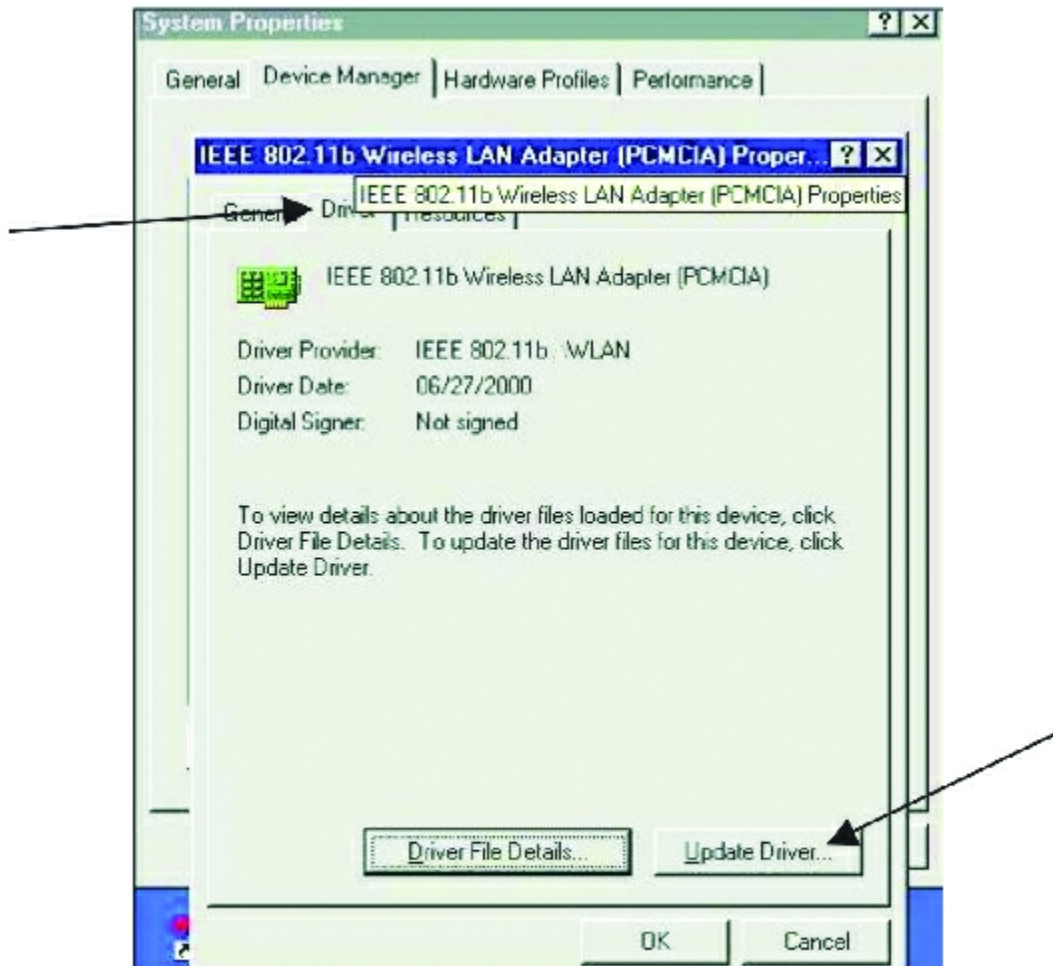 System Properties
General Device Manager Hardware Profiles Performance
IEEE 802.11b Wireless LAN Adapter (PCMCIA) Proper...
IEEE 802.11b Wireless LAN Adapter (PCMCIA) Properties
General Driver Resources
IEEE 802.11b Wireless LAN Adapter (PCMCIA)
Driver Provider: IEEE 802.11b WLAN
Driver Date: 06/27/2000
Digital Signer: Not signed
To view details about the driver files loaded for this device, click
Driver File Details. To update the driver files for this device, click
Update Driver.
Driver File Details... Update Driver...
OK Cancel